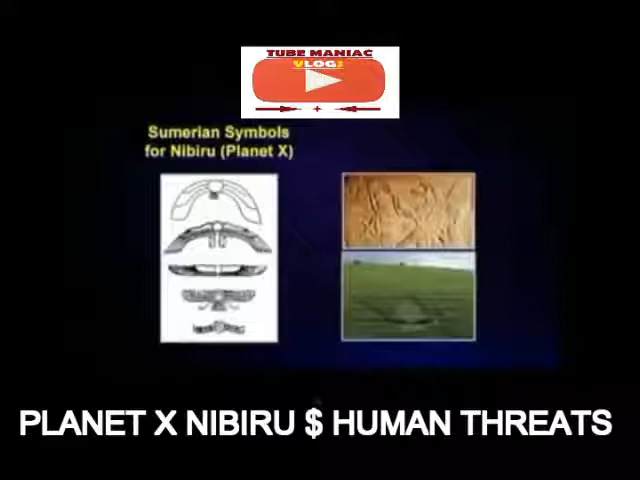 TUBE MANIAC
VLOGS
Sumerian Symbols
for Nibiru (Planet X)
PLANET X NIBIRU $ HUMAN THREATS